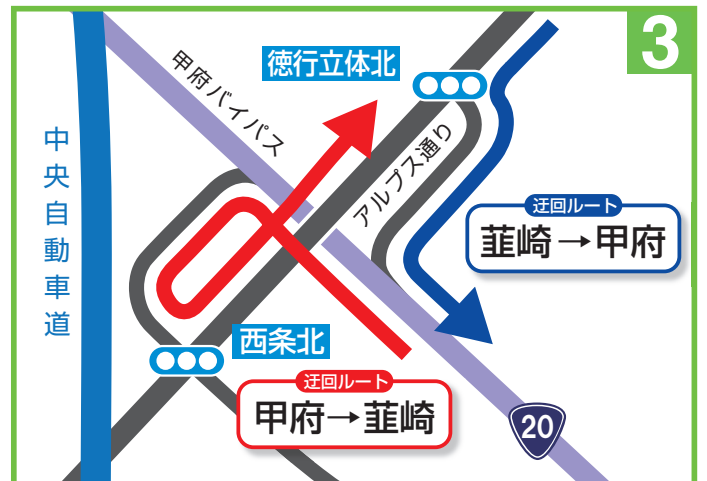 3
徳行立体北
甲府バイパス
中央自動車道
アルプス通り
迂回ルート
韮崎→甲府
西条北
迂回ルート
甲府→韮崎
20